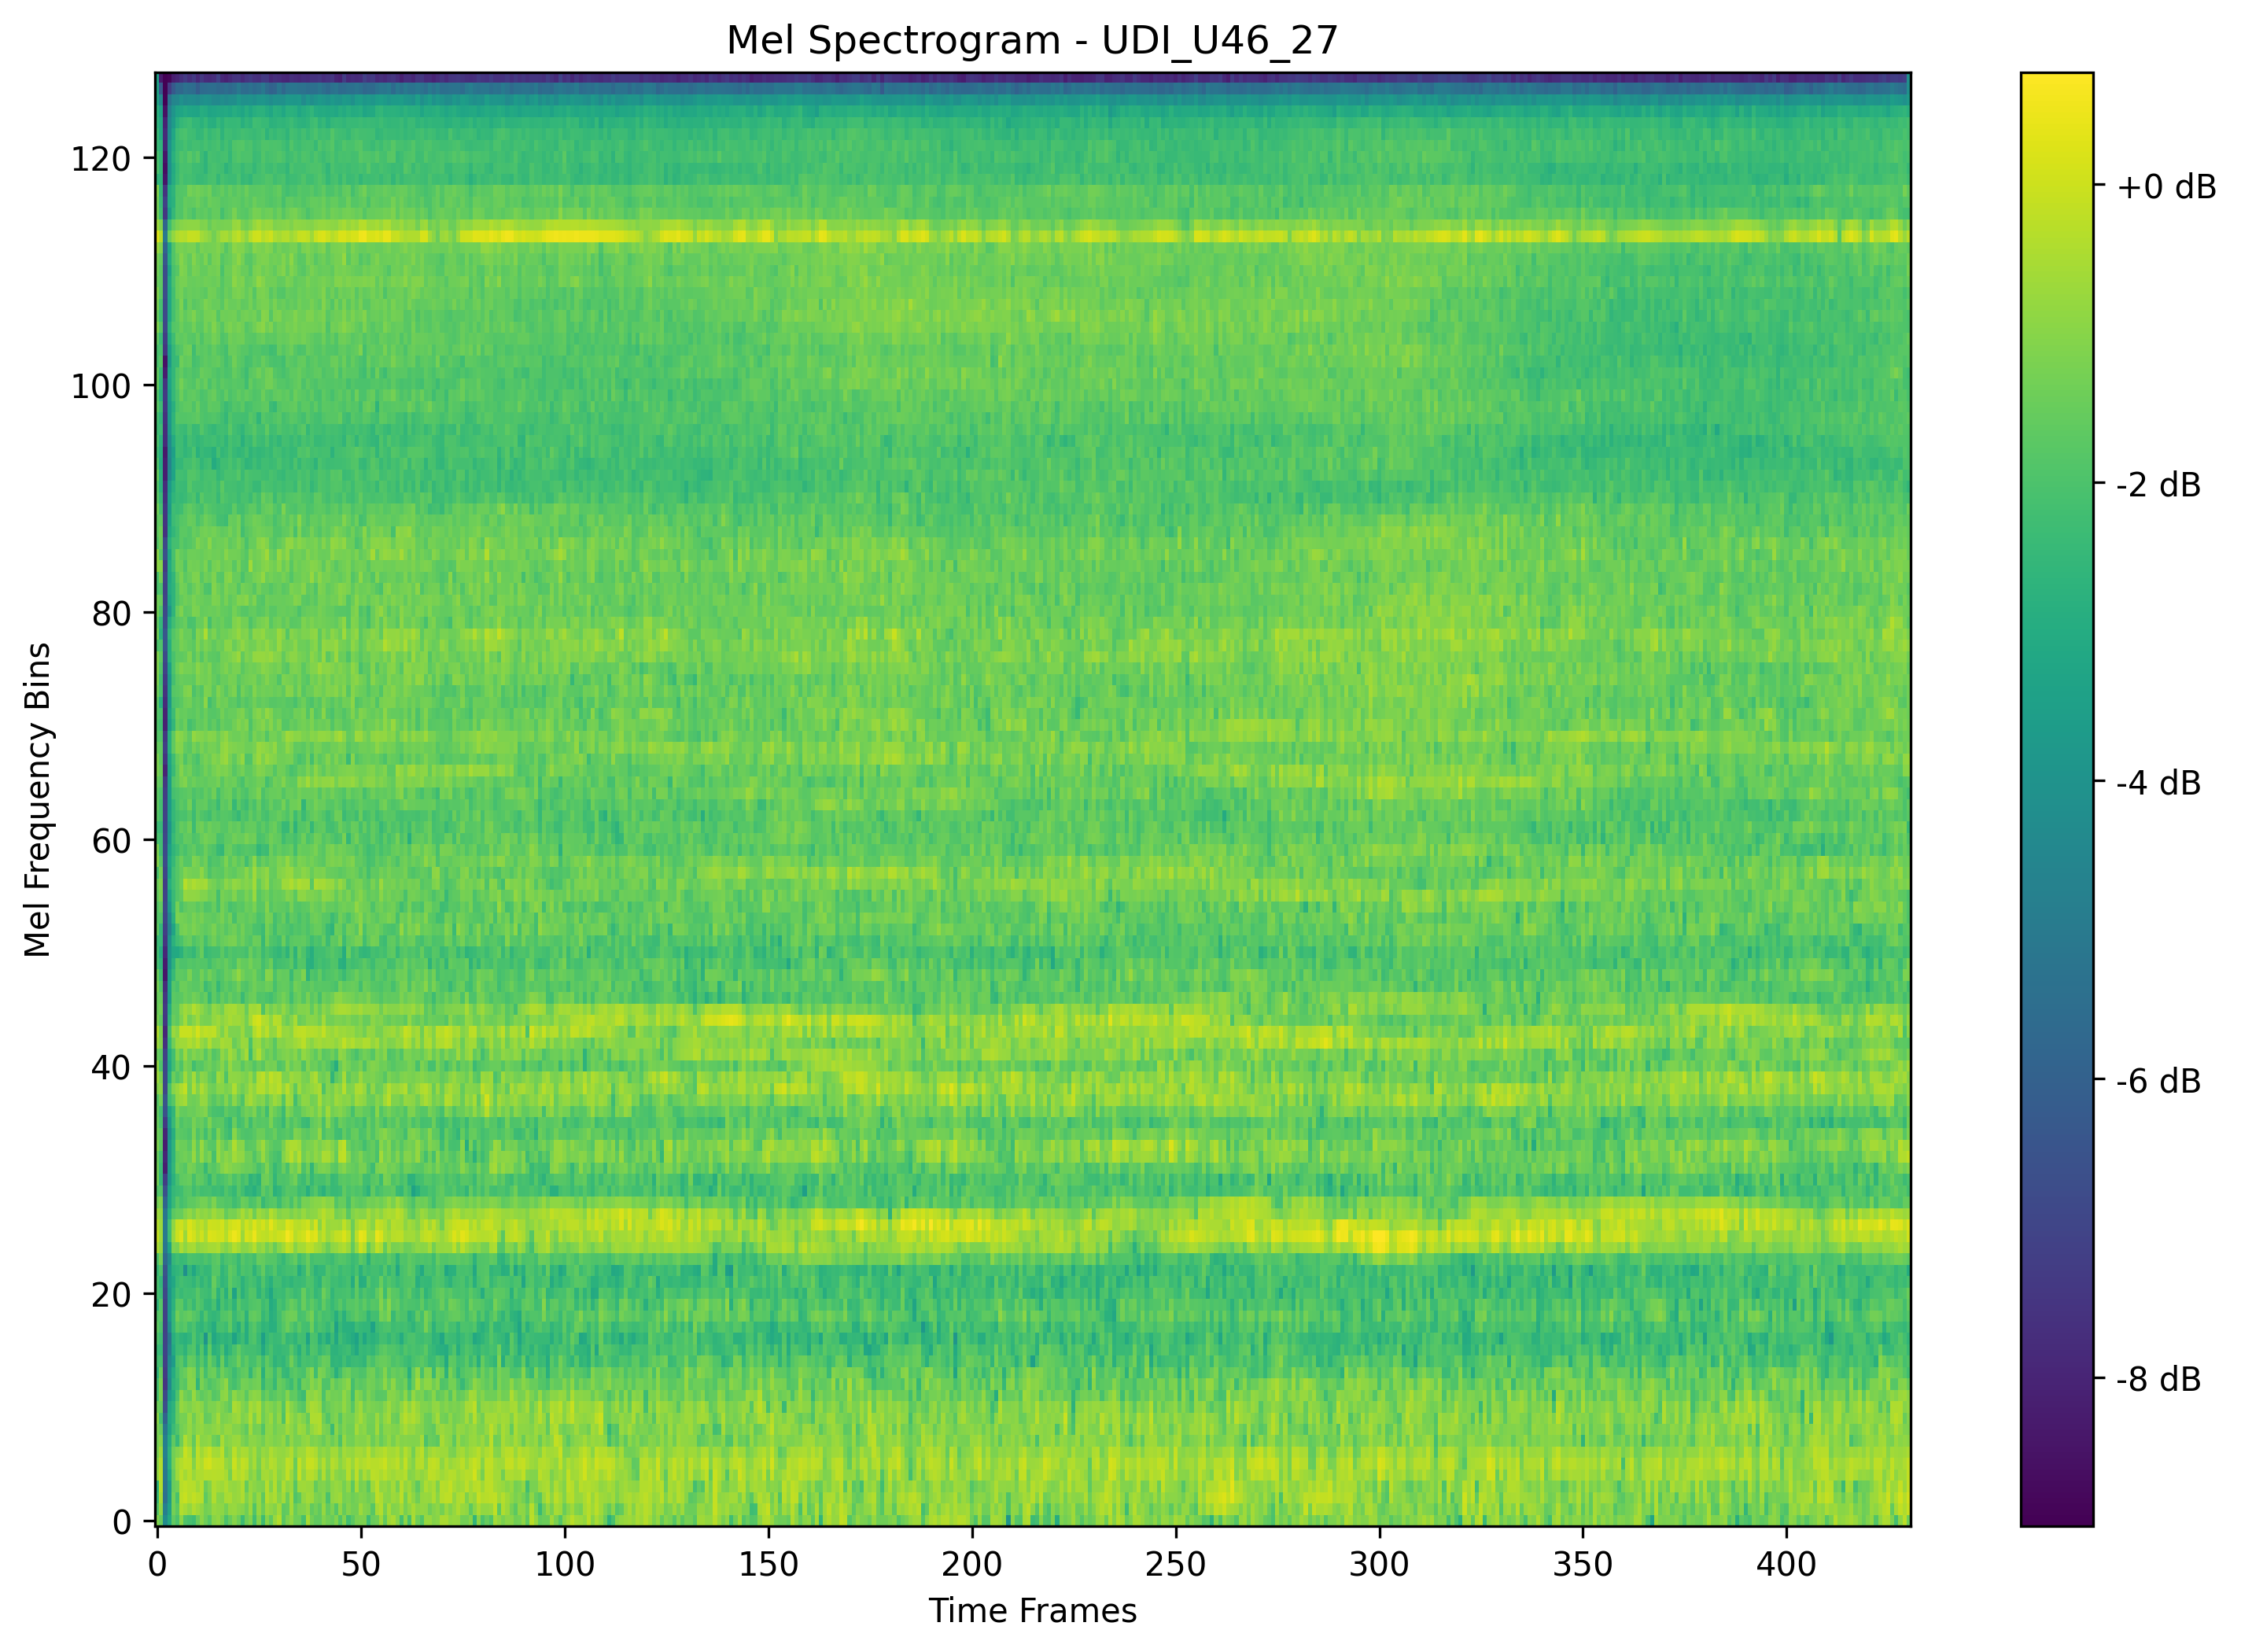 Mel Spectrogram - UDI_U46_27
Mel Frequency Bins
120
100
80
60
40
20
0
0 50 100 150 200 250 300 350 400
Time Frames
+0 dB
-2 dB
-4 dB
-6 dB
-8 dB